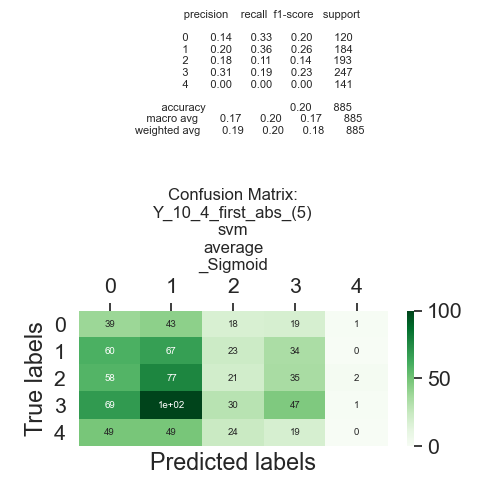 precision recall f1-score support
0 0.14 0.33 0.20 120
1 0.20 0.36 0.26 184
2 0.18 0.11 0.14 193
3 0.31 0.19 0.23 247
4 0.00 0.00 0.00 141
accuracy 0.20 885
macro avg 0.17 0.20 0.17 885
weighted avg 0.19 0.20 0.18 885
Confusion Matrix:
Y_10_4_first_abs_(5)
svm
average
_Sigmoid
0 1 2 3 4
0 39 43 18 19 1
1 60 67 23 34 0
2 58 77 21 35 2
3 69 1e+02 30 47 1
4 49 49 24 19 0
True labels
Predicted labels
100
50
0